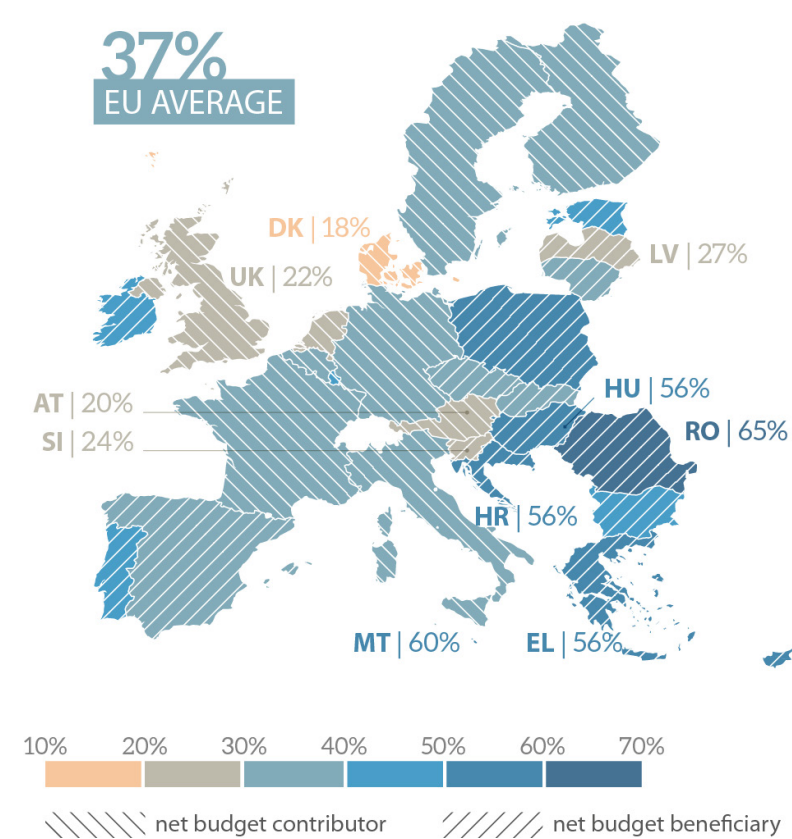 37%
EU AVERAGE
DK | 18%
UK | 22%
LV | 27%
AT | 20%
SI | 24%
HU | 56%
RO | 65%
HR | 56%
MT | 60%
EL | 56%
10% 20% 30% 40% 50% 60% 70%
net budget contributor
net budget beneficiary